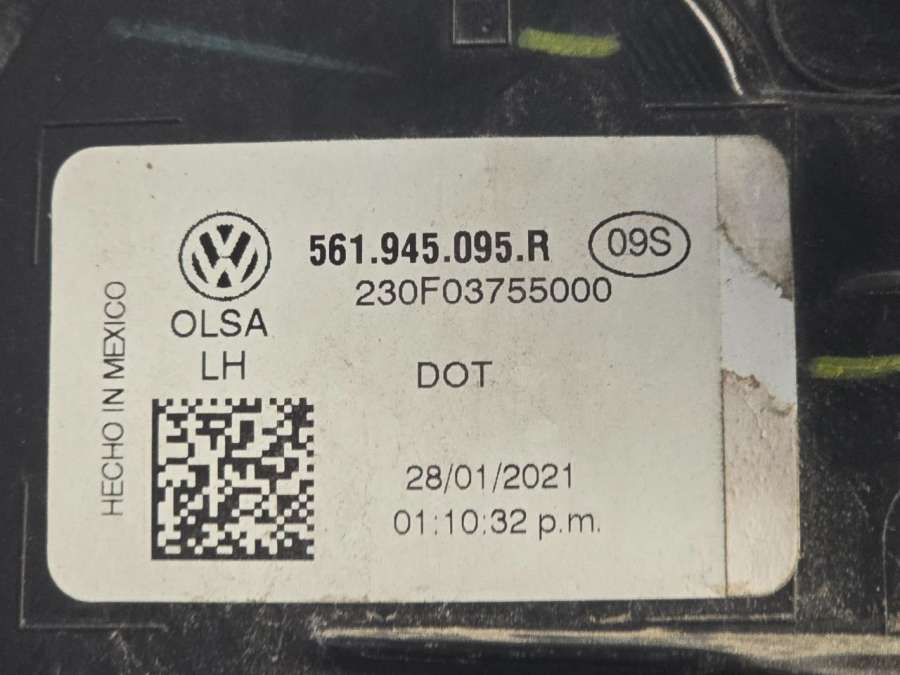 561.945.095.R 09S
230F03755000
OLSA
LH
DOT
HECHO IN MEXICO
28/01/2021
01:10:32 p.m.